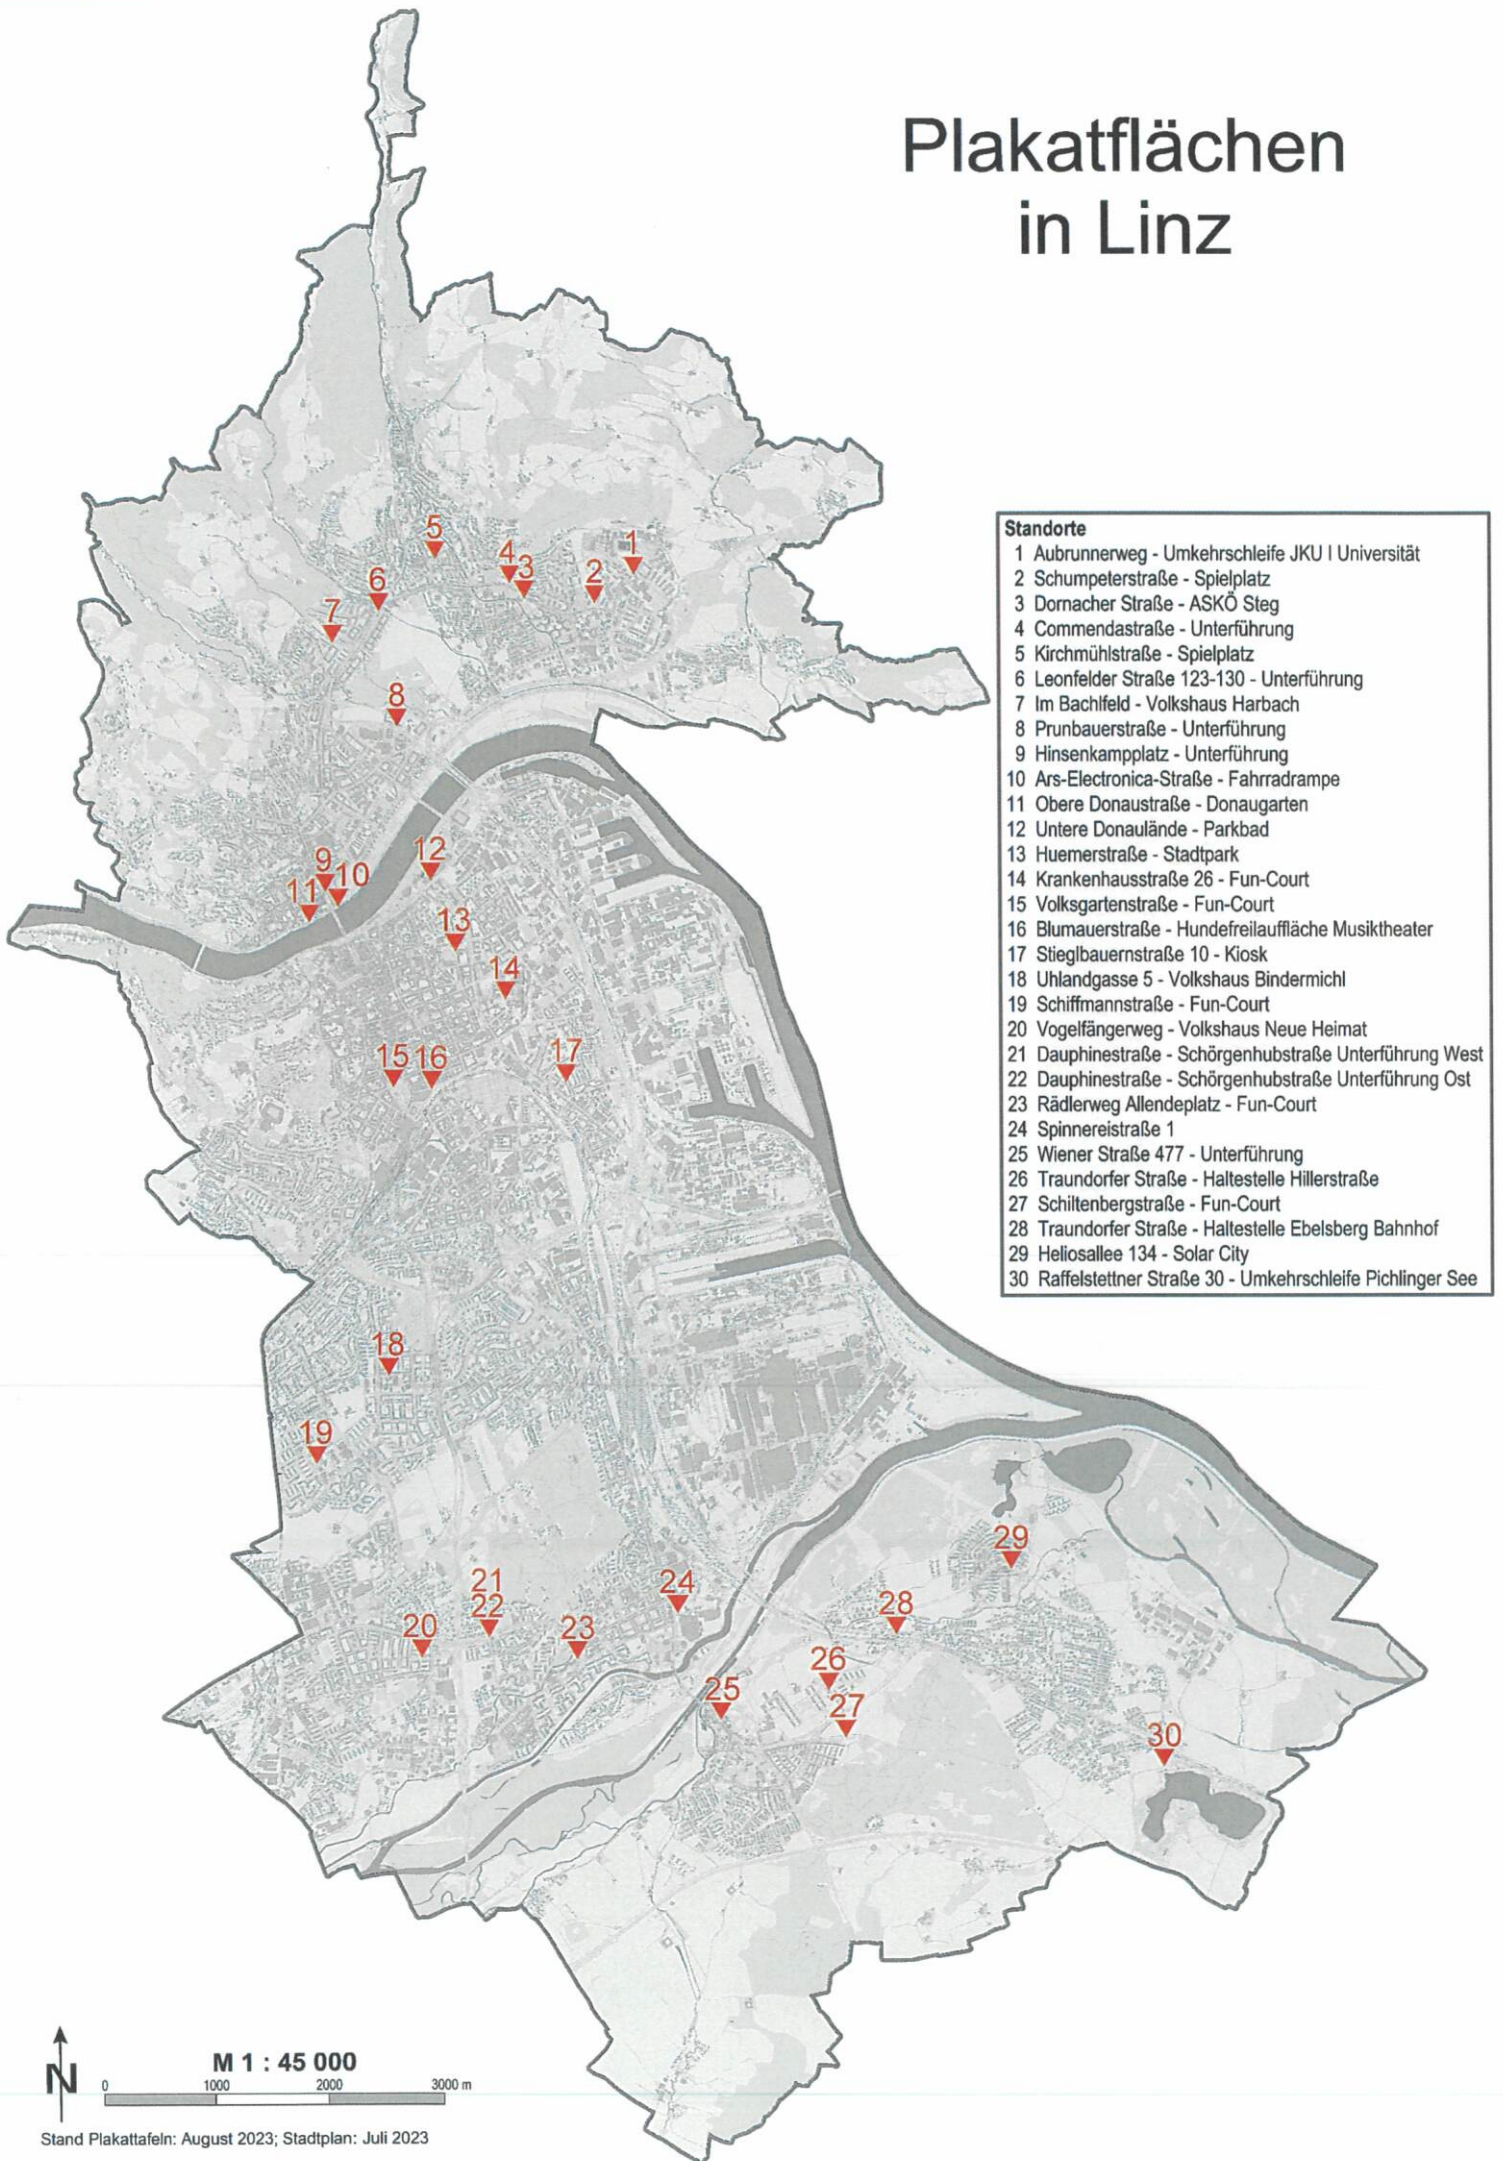 Plakatflächen
in Linz
Standorte
1 Aubrunnerweg - Umkehrschleife JKU I Universität
2 Schumpeterstraße - Spielplatz
3 Dornacher Straße - ASKÖ Steg
4 Commendastraße - Unterführung
5 Kirchmühlstraße - Spielplatz
6 Leonfelder Straße 123-130 - Unterführung
7 Im Bachlfeld - Volkshaus Harbach
8 Prunbauerstraße - Unterführung
9 Hinsenkampplatz - Unterführung
10 Ars-Electronica-Straße - Fahrradrampe
11 Obere Donaustraße - Donaugarten
12 Untere Donaulände - Parkbad
13 Huemerstraße - Stadtpark
14 Krankenhausstraße 26 - Fun-Court
15 Volksgartenstraße - Fun-Court
16 Blumauerstraße - Hundefreilauffläche Musiktheater
17 Stieglbauernstraße 10 - Kiosk
18 Uhlandgasse 5 - Volkshaus Bindermichl
19 Schiffmannstraße - Fun-Court
20 Vogelfängerweg - Volkshaus Neue Heimat
21 Dauphinestraße - Schörgenhubstraße Unterführung West
22 Dauphinestraße - Schörgenhubstraße Unterführung Ost
23 Rädlerweg Allendeplatz - Fun-Court
24 Spinnereistraße 1
25 Wiener Straße 477 - Unterführung
26 Traundorfer Straße - Haltestelle Hillerstraße
27 Schiltenbergstraße - Fun-Court
28 Traundorfer Straße - Haltestelle Ebelsberg Bahnhof
29 Heliosallee 134 - Solar City
30 Raffelstettner Straße 30 - Umkehrschleife Pichlinger See
5
4
3
2
1
6
7
8
9
10
11
12
13
14
15
16
17
18
19
20
21
22
23
24
25
26
27
28
29
30
N
M 1 : 45 000
0 1000 2000 3000 m
Stand Plakattafeln: August 2023; Stadtplan: Juli 2023